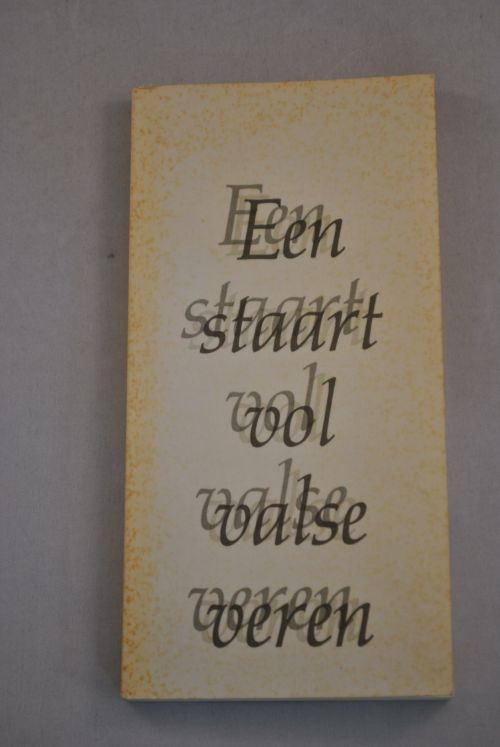 Een
staart
vol
valse
veren